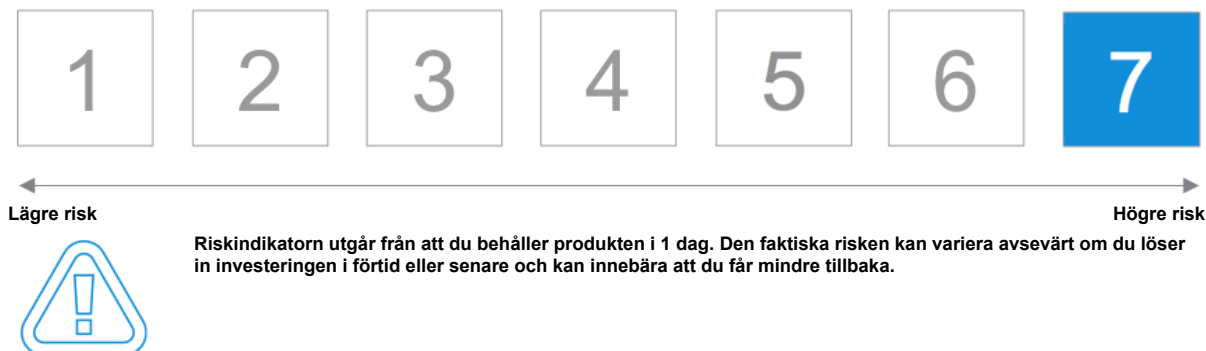 1 2 3 4 5 6 7
Lägre risk Högre risk
Riskindikatorn utgår från att du behåller produkten i 1 dag. Den faktiska risken kan variera avsevärt om du löser
in investeringen i förtid eller senare och kan innebära att du får mindre tillbaka.